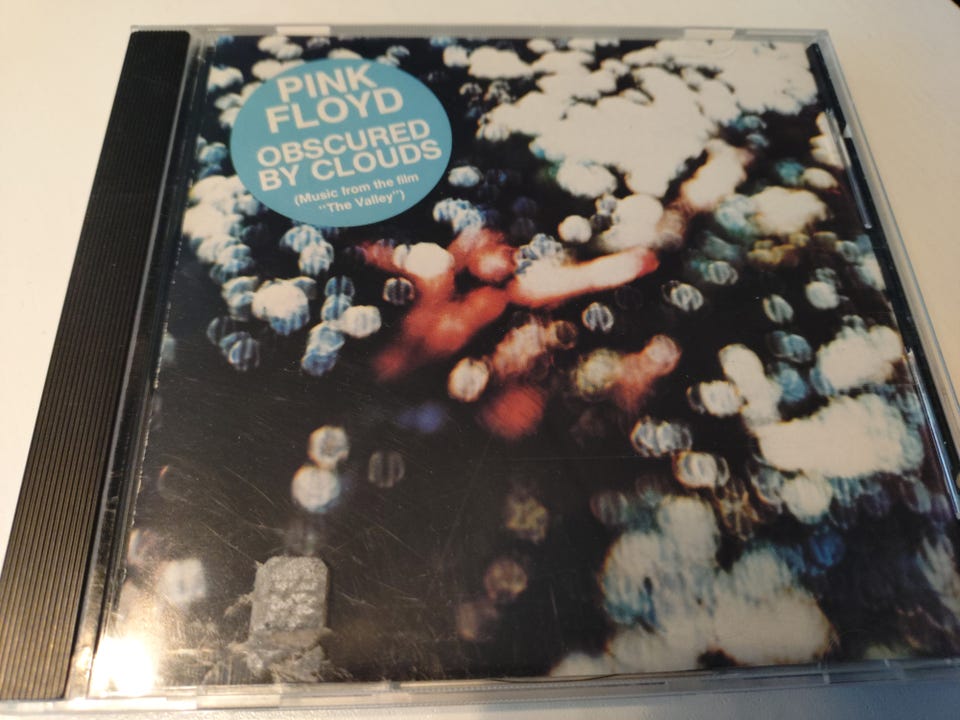 PINK
FLOYD
OBSCURED
BY CLOUDS
(Music from the film
"The Valley")